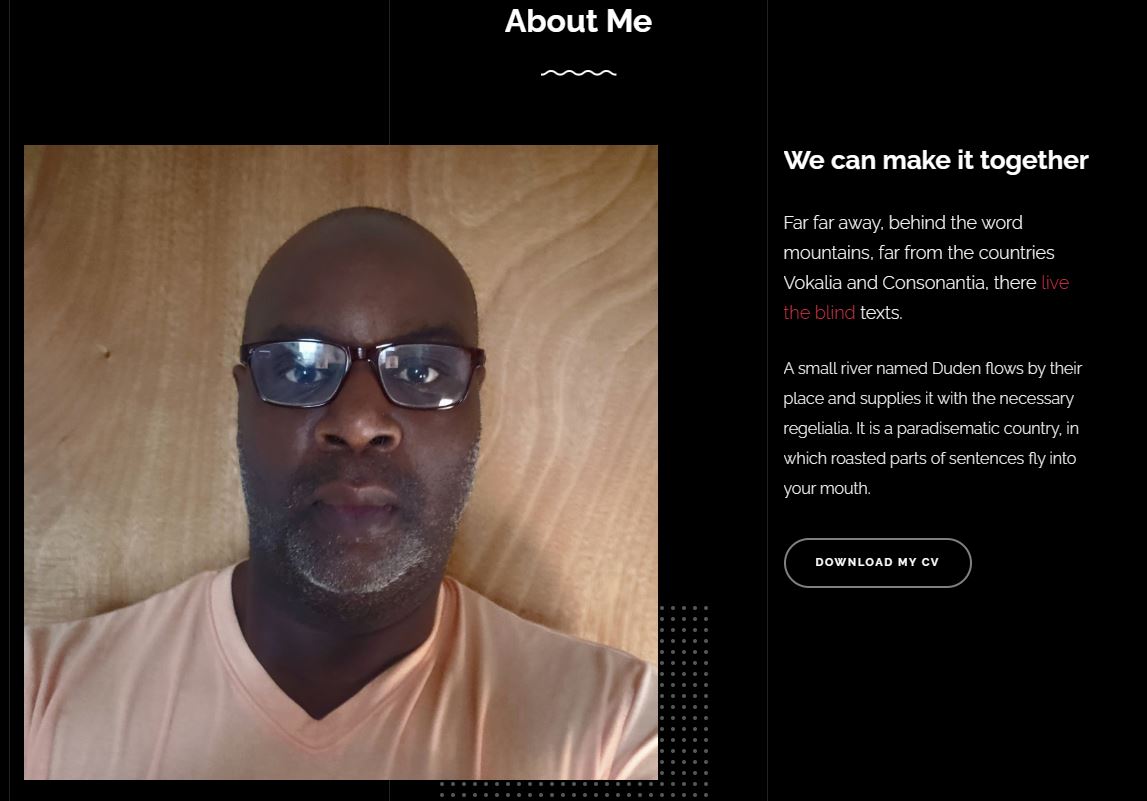 About Me
We can make it together
Far far away, behind the word
mountains, far from the countries
Vokalia and Consonantia, there live
the blind texts.
A small river named Duden flows by their
place and supplies it with the necessary
regelialia. It is a paradisematic country, in
which roasted parts of sentences fly into
your mouth.
DOWNLOAD MY CV